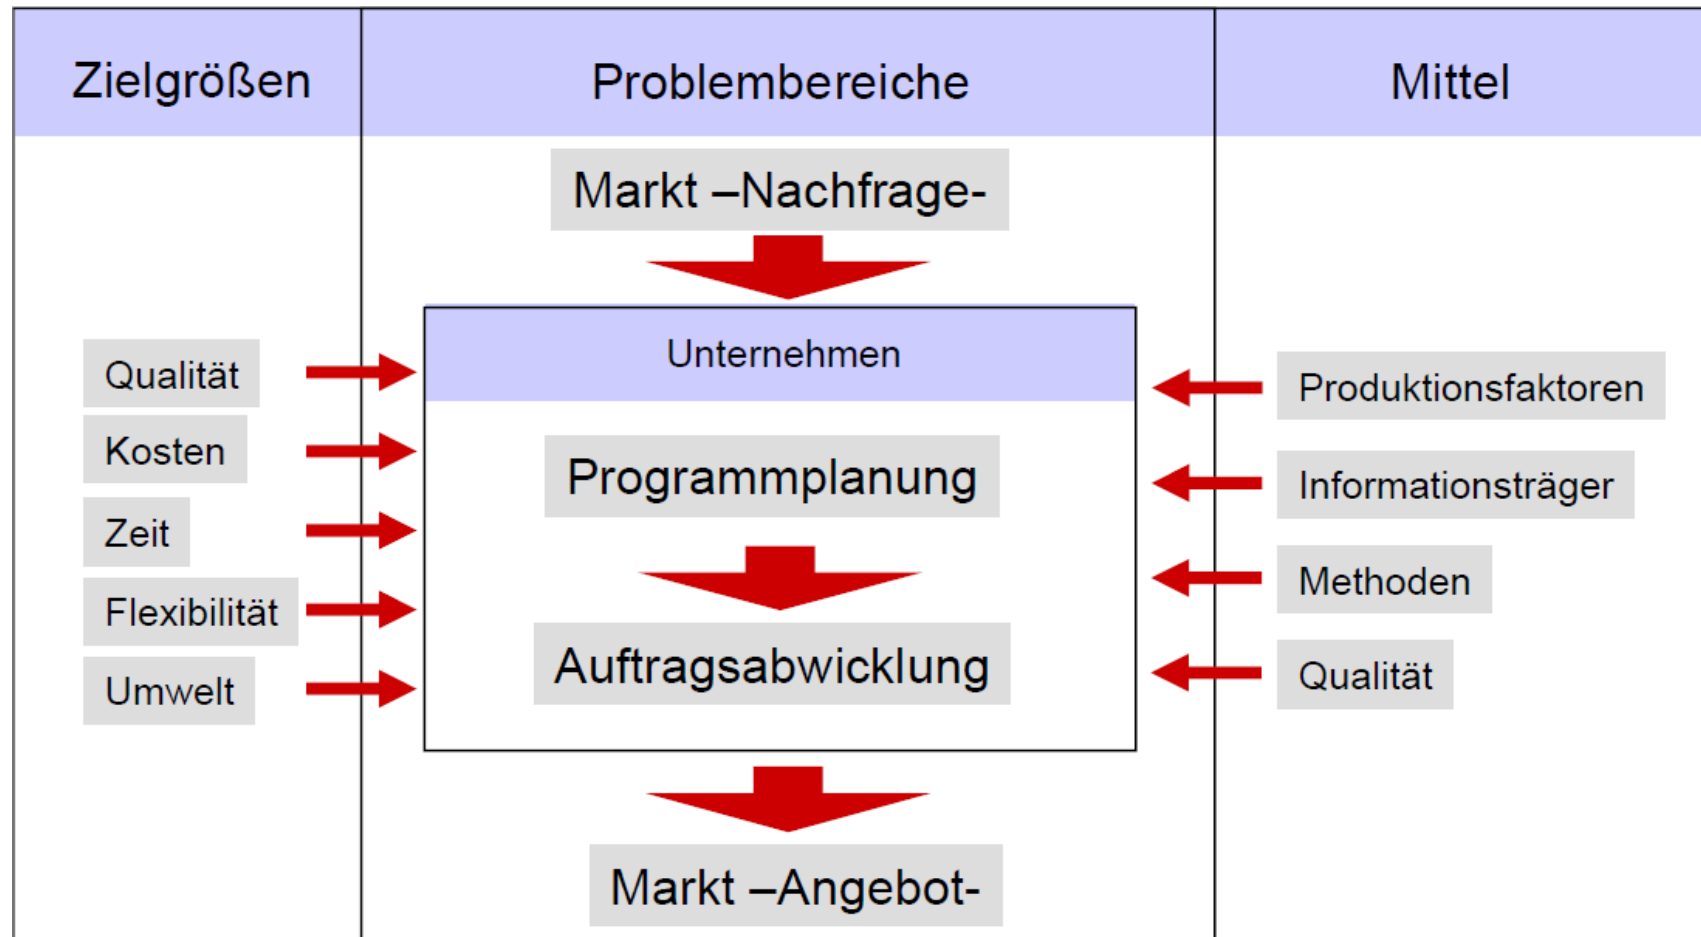 Zielgrößen
Problembereiche
Mittel
Markt –Nachfrage-
Unternehmen
Programmplanung
Auftragsabwicklung
Markt –Angebot-
Qualität
Kosten
Zeit
Flexibilität
Umwelt
Produktionsfaktoren
Informationsträger
Methoden
Qualität